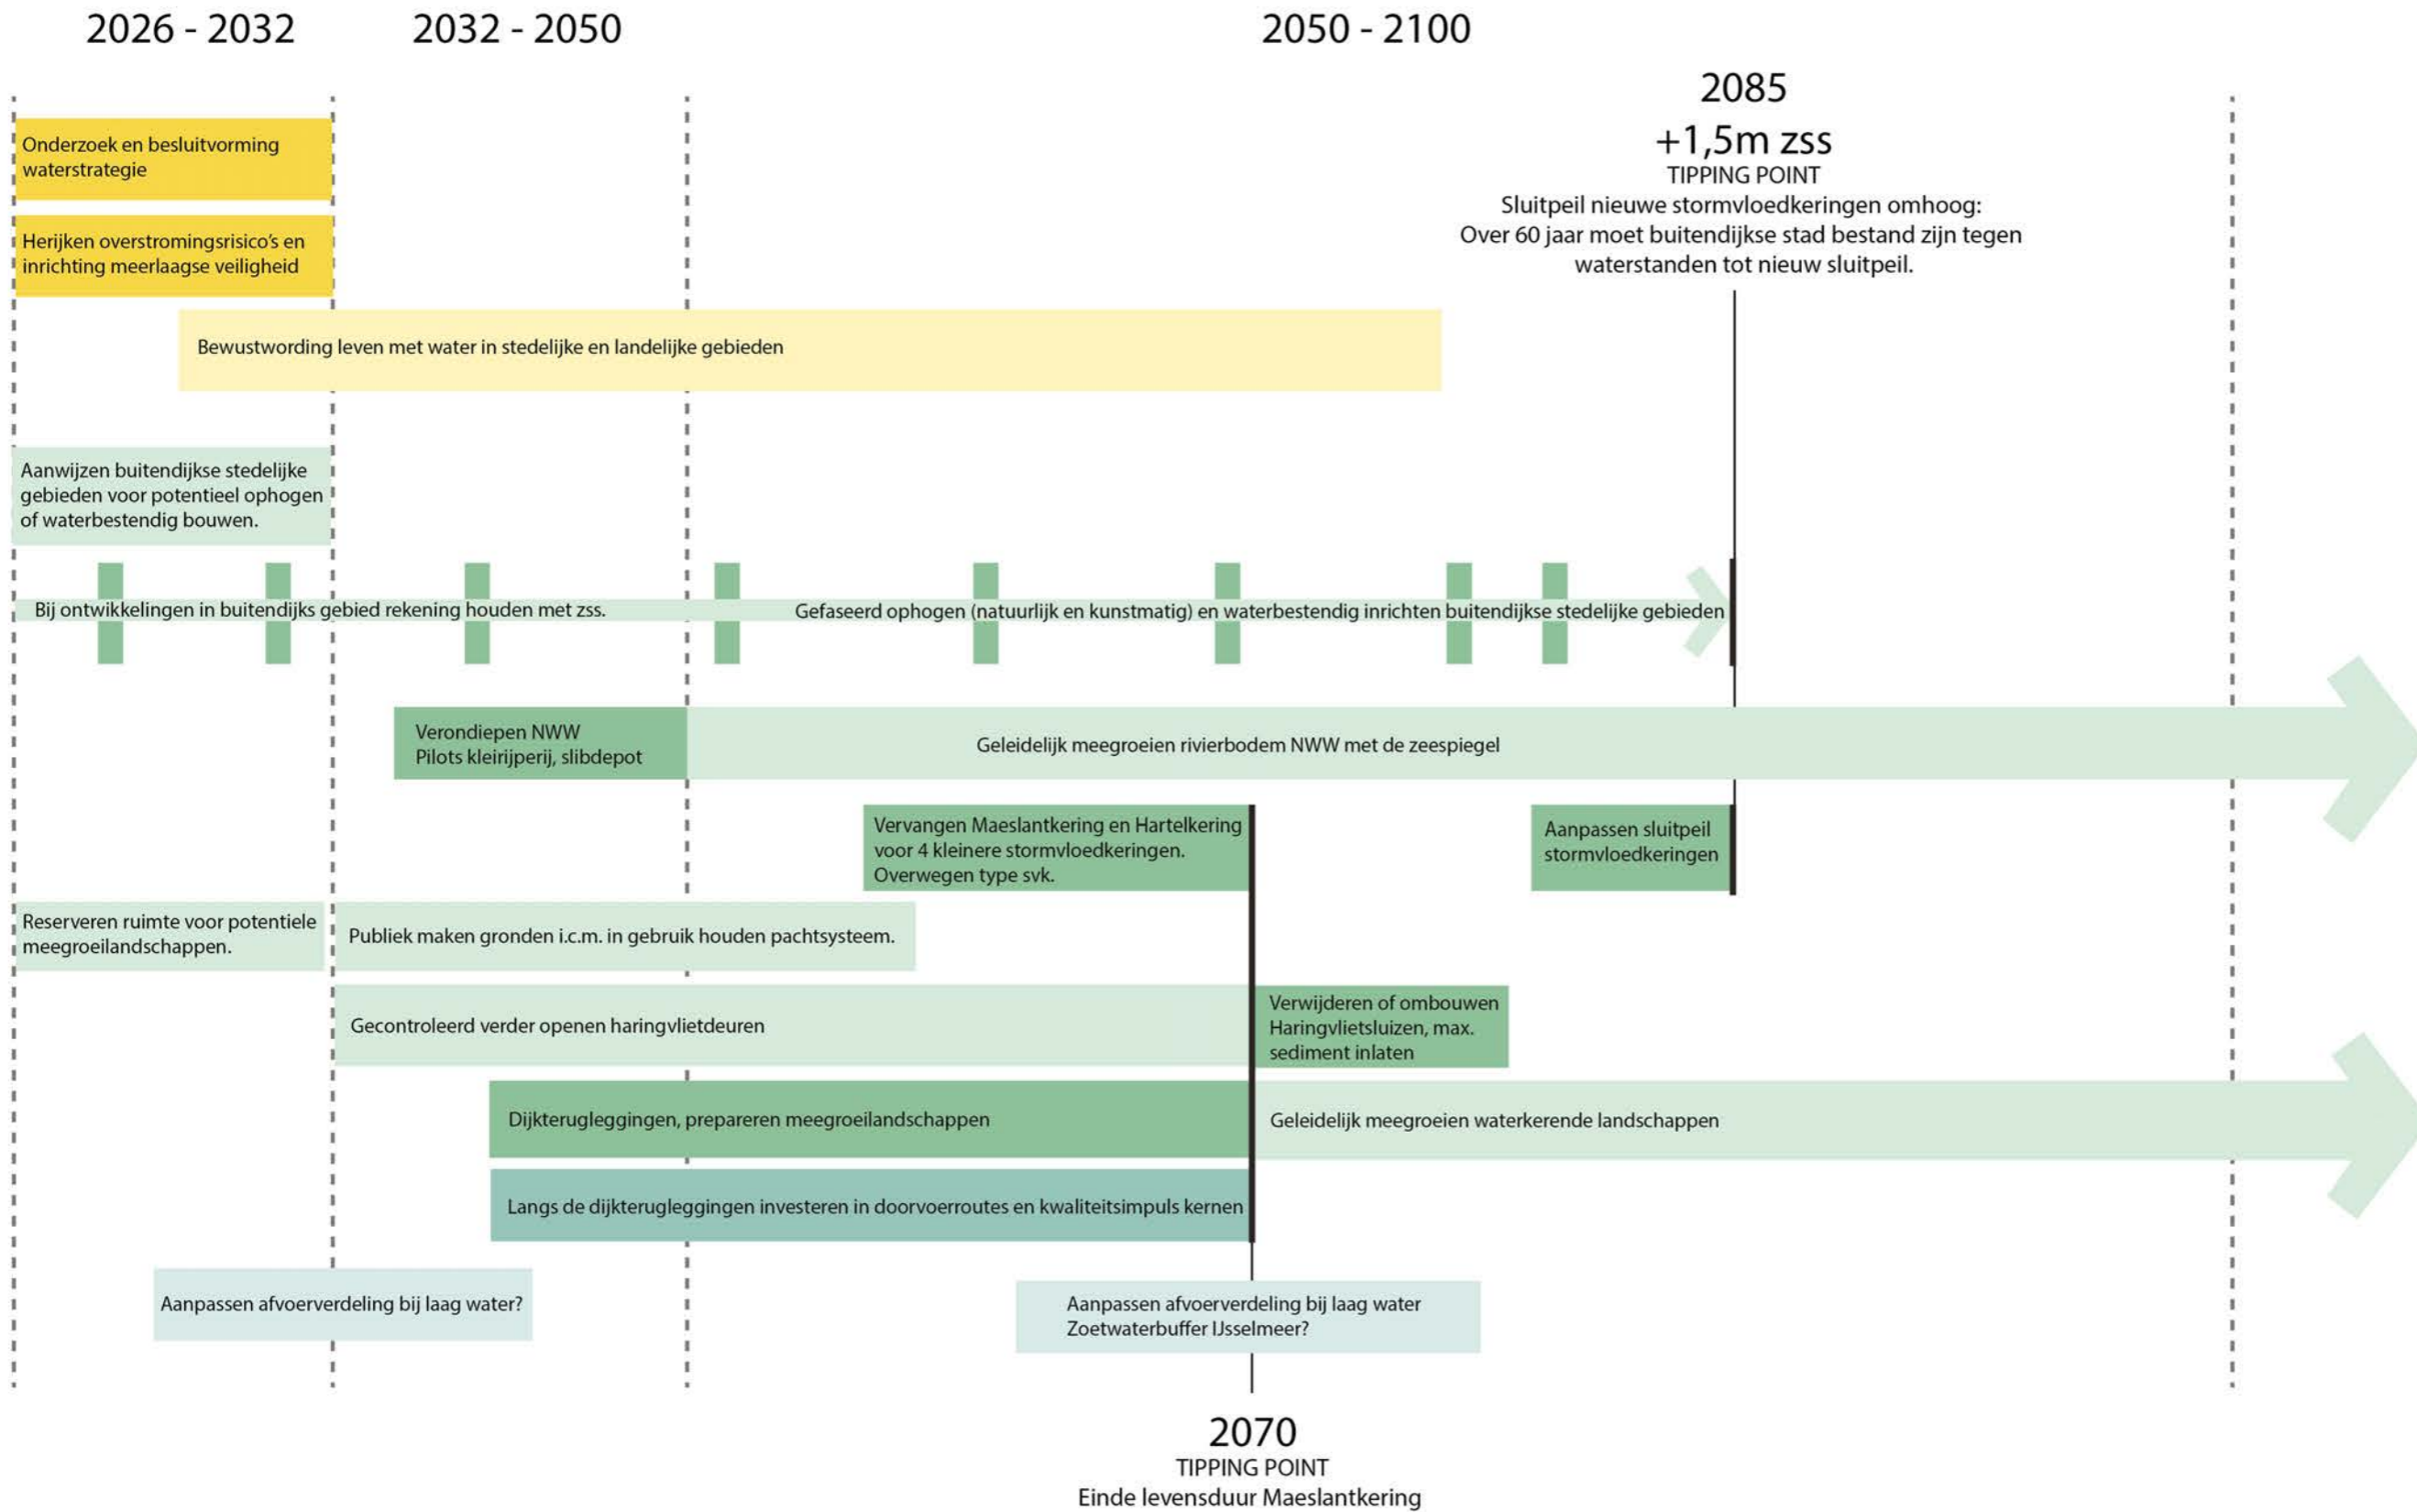 2026 - 2032
2032 - 2050
2050 - 2100
2085
+1,5m zss
TIPPING POINT
Sluitpeil nieuwe stormvloedkeringen omhoog:
Over 60 jaar moet buitendijkse stad bestand zijn tegen
waterstanden tot nieuw sluitpeil.
Onderzoek en besluitvorming
waterstrategie
Herijken overstromingsrisico's en
inrichting meerlaagse veiligheid
Bewustwording leven met water in stedelijke en landelijke gebieden
Aanwijzen buitendijkse stedelijke
gebieden voor potentieel ophogen
of waterbestendig bouwen.
Bij ontwikkelingen in buitendijks gebied rekening houden met zss.
Gefaseerd ophogen (natuurlijk en kunstmatig) en waterbestendig inrichten buitendijkse stedelijke gebieden
Verondiepen NWW
Pilots kleirijperij, slibdepot
Geleidelijk meegroeien rivierbodem NWW met de zeespiegel
Vervangen Maeslantkering en Hartelkering
voor 4 kleinere stormvloedkeringen.
Overwegen type svk.
Aanpassen sluitpeil
stormvloedkeringen
Reserveren ruimte voor potentiele
meegroeilandschappen.
Publiek maken gronden i.c.m. in gebruik houden pachtsysteem.
Gecontroleerd verder openen haringvlietdeuren
Verwijderen of ombouwen
Haringvlietsluizen, max.
sediment inlaten
Dijkterugleggingen, prepareren meegroeilandschappen
Geleidelijk meegroeien waterkerende landschappen
Langs de dijkterugleggingen investeren in doorvoerroutes en kwaliteitsimpuls kernen
Aanpassen afvoerverdeling bij laag water?
Aanpassen afvoerverdeling bij laag water
Zoetwaterbuffer IJsselmeer?
2070
TIPPING POINT
Einde levensduur Maeslantkering